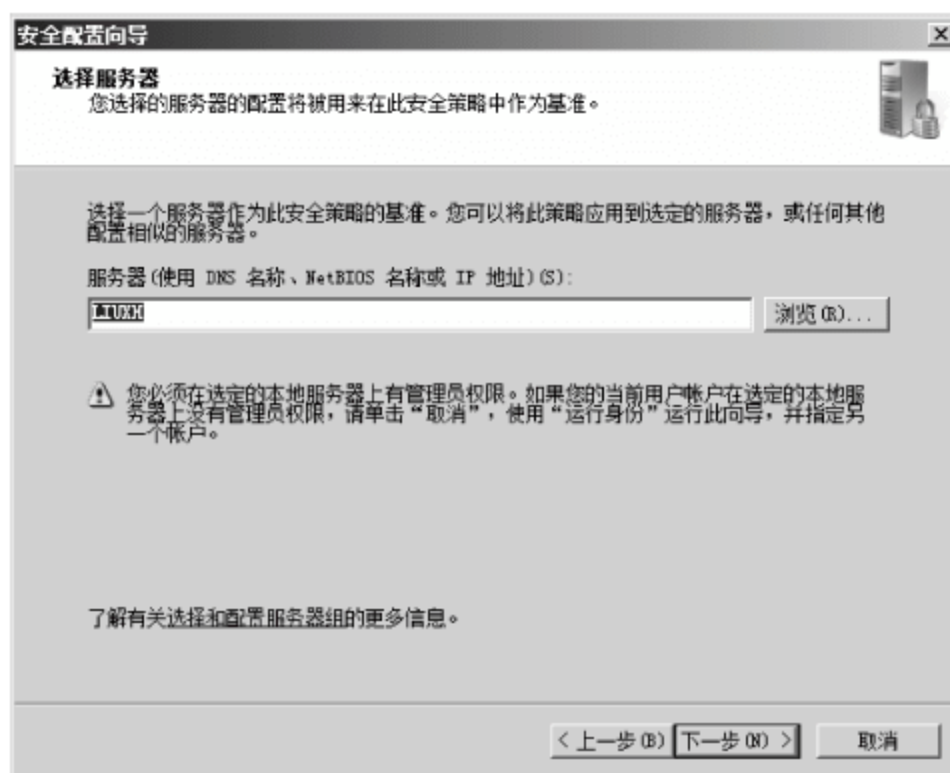 安全配置向导
选择服务器
您选择的服务器的配置将被用来在此安全策略中作为基准。
选择一个服务器作为此安全策略的基准。您可以将此策略应用到选定的服务器，或任何其他
配置相似的服务器。
服务器(使用 DNS 名称、NetBIOS 名称或 IP 地址)(S):
LIUXH
浏览(R)...
您必须在选定的本地服务器上有管理员权限。如果您的当前用户帐户在选定的本地服
务器上没有管理员权限，请单击“取消”，使用“运行身份”运行此向导，并指定另
一个帐户。
了解有关选择和配置服务器组的更多信息。
< 上一步(B) 下一步(N) > 取消